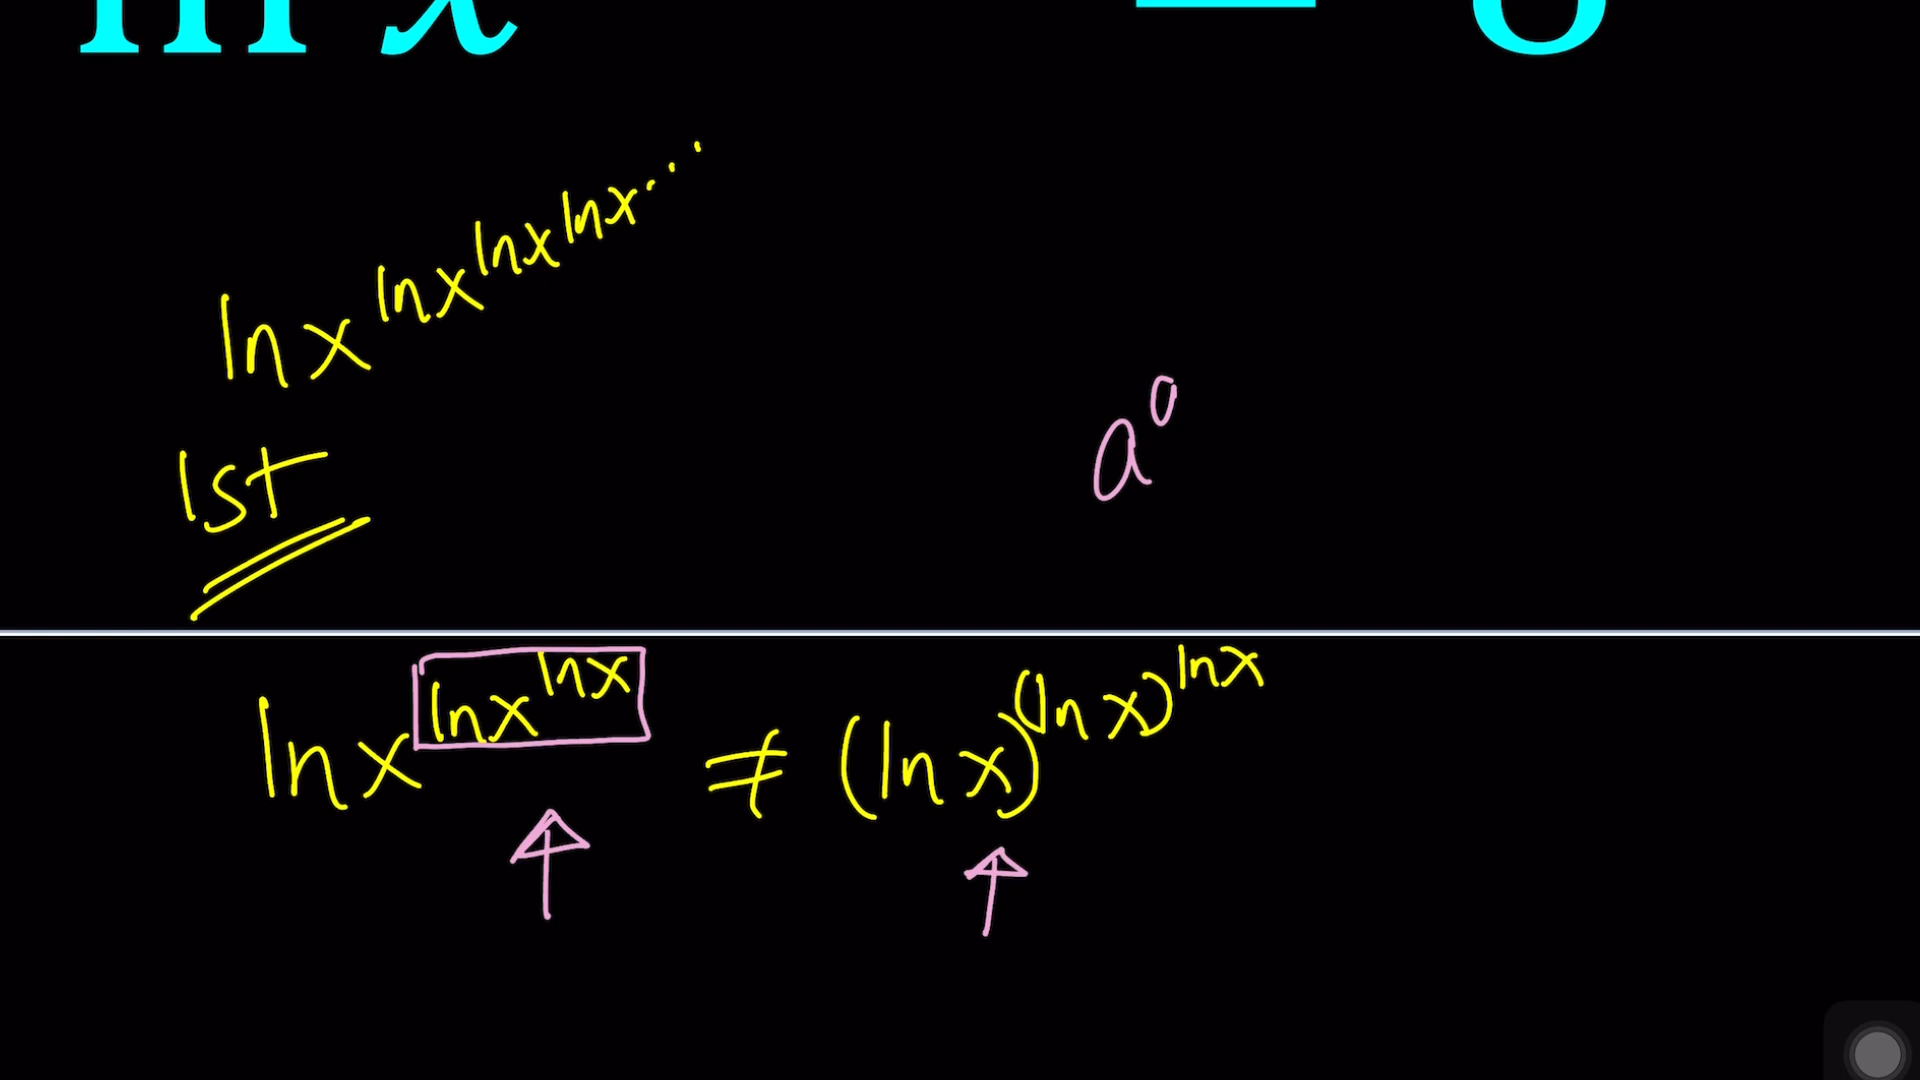 ln x^{ln x^{ln x^{ln x...}}}
1st
a^0
ln x^{ln x^{ln x}} ≠ (ln x)^{(ln x)^{ln x}}